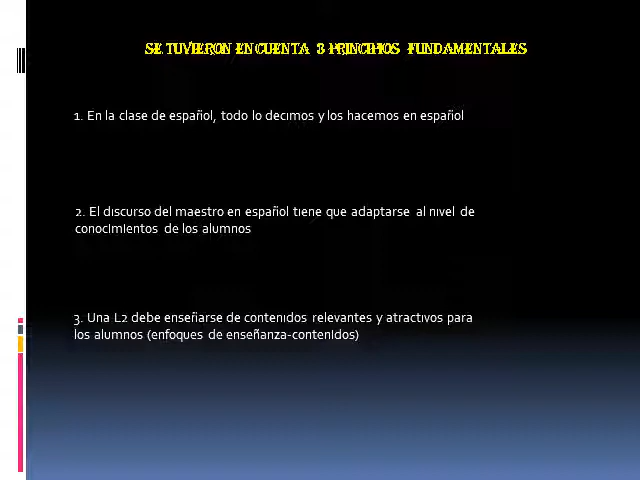 SE TUVIERON EN CUENTA 3 PRINCIPIOS FUNDAMENTALES
1. En la clase de español, todo lo decimos y los hacemos en español
2. El discurso del maestro en español tiene que adaptarse al nivel de
conocimientos de los alumnos
3. Una L2 debe enseñarse de contenidos relevantes y atractivos para
los alumnos (enfoques de enseñanza-contenidos)